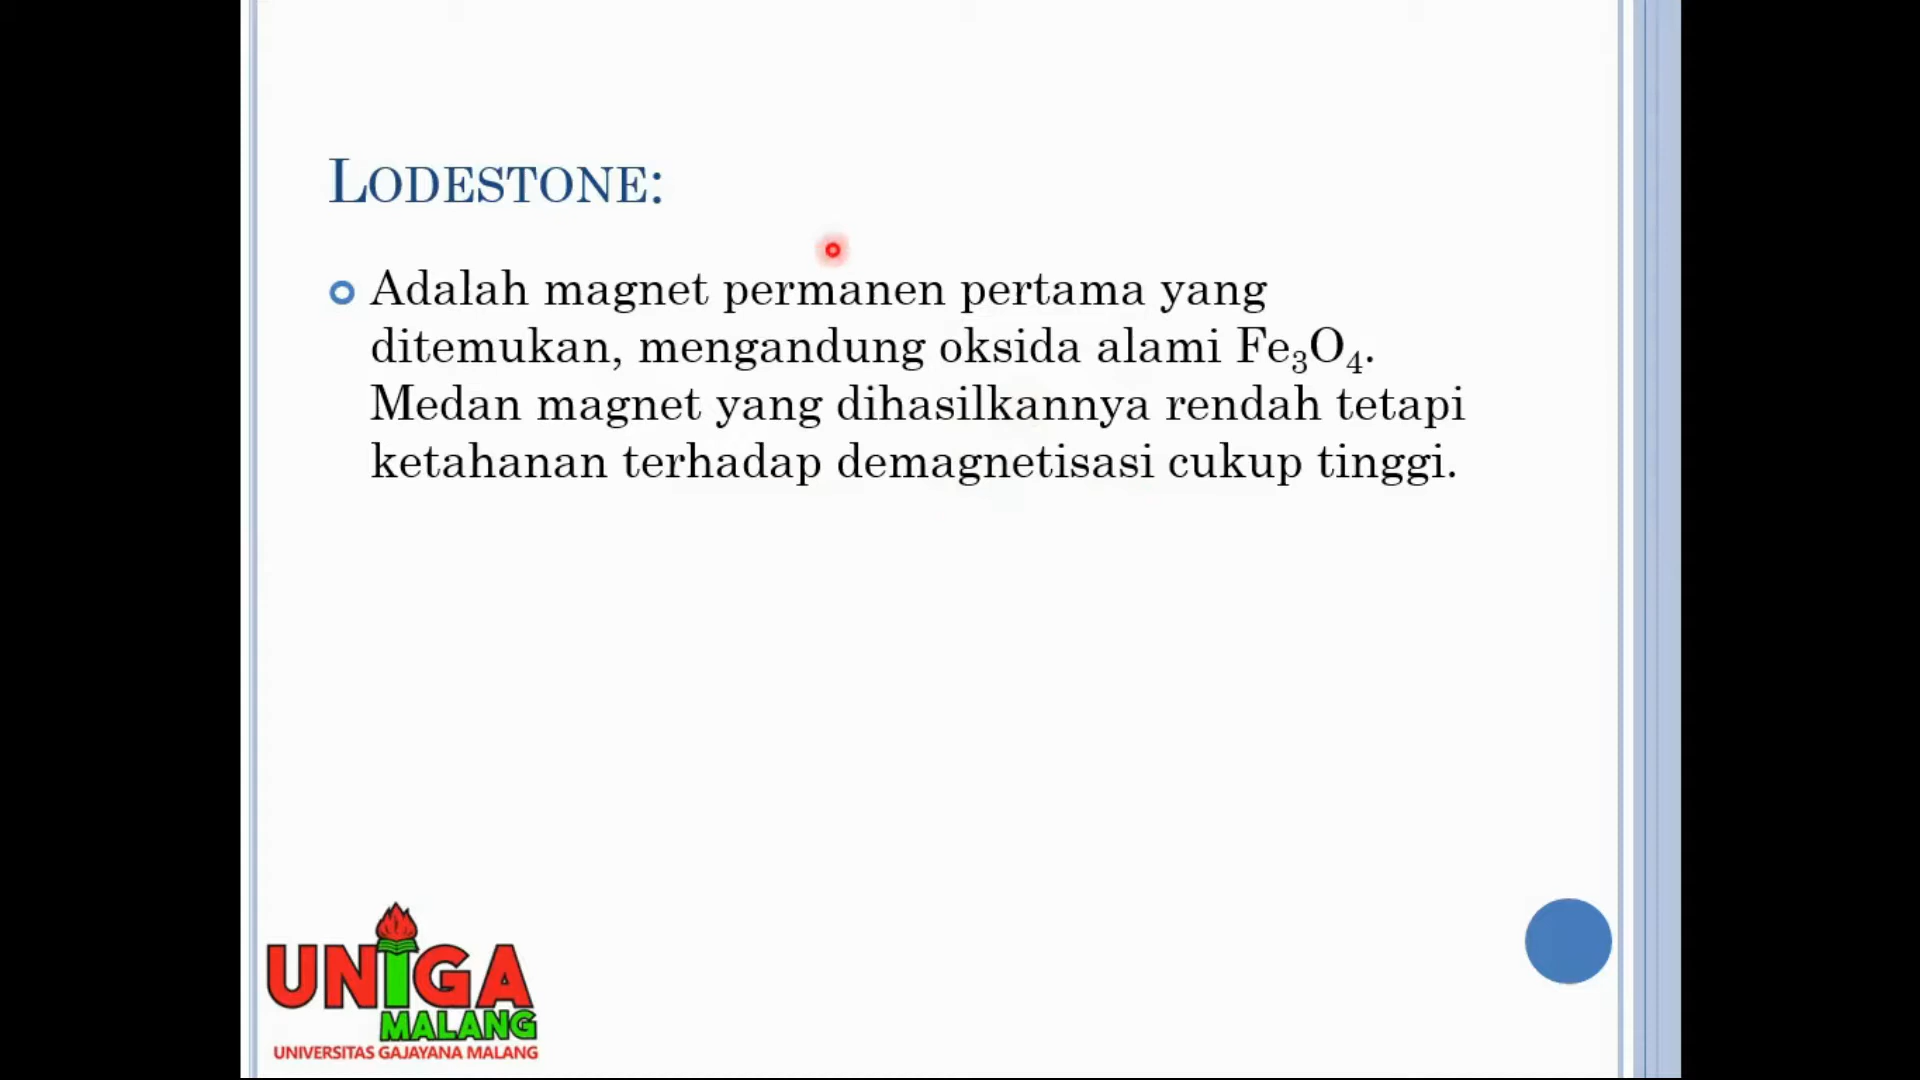 LODESTONE:
Adalah magnet permanen pertama yang
ditemukan, mengandung oksida alami Fe₃O₄.
Medan magnet yang dihasilkannya rendah tetapi
ketahanan terhadap demagnetisasi cukup tinggi.
UNIGA
MALANG
UNIVERSITAS GAJAYANA MALANG